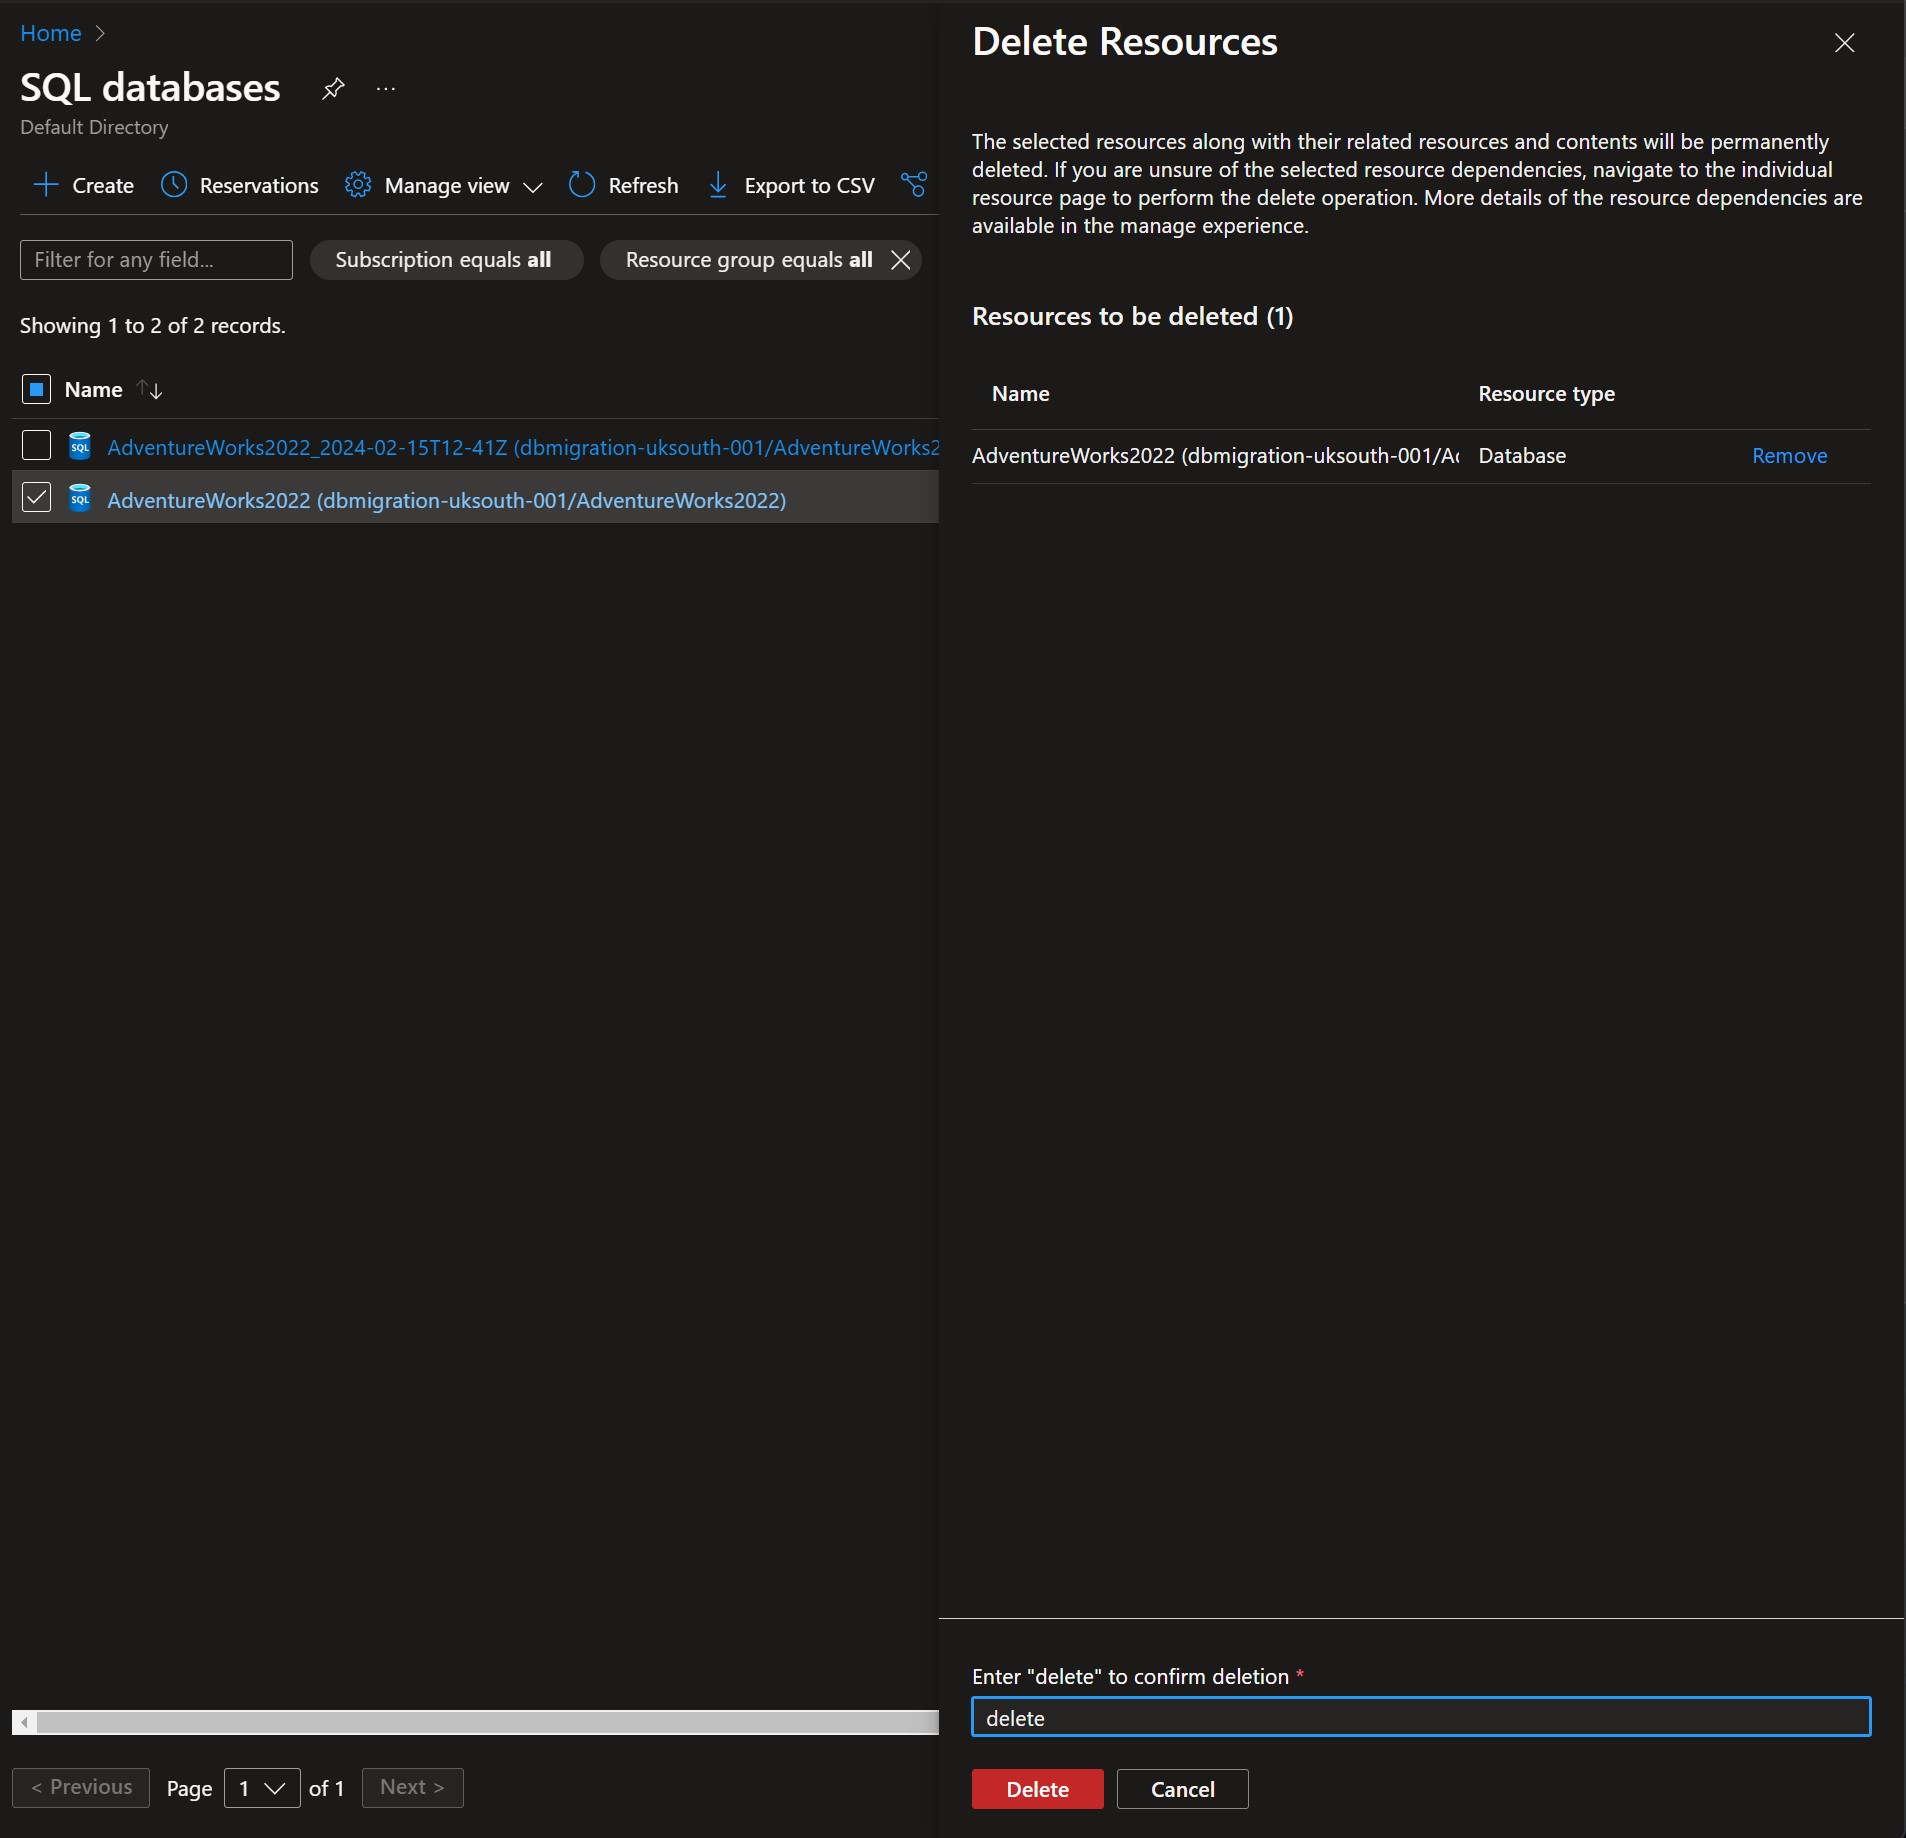 Home
SQL databases
Default Directory
Create Reservations Manage view Refresh Export to CSV
Filter for any field... Subscription equals all Resource group equals all
Showing 1 to 2 of 2 records.
Name
SQL AdventureWorks2022_2024-02-15T12-41Z (dbmigration-uksouth-001/AdventureWorks2
SQL AdventureWorks2022 (dbmigration-uksouth-001/AdventureWorks2022)
< Previous Page 1 of 1 Next >
Delete Resources
The selected resources along with their related resources and contents will be permanently
deleted. If you are unsure of the selected resource dependencies, navigate to the individual
resource page to perform the delete operation. More details of the resource dependencies are
available in the manage experience.
Resources to be deleted (1)
Name Resource type
AdventureWorks2022 (dbmigration-uksouth-001/A Database Remove
Enter "delete" to confirm deletion *
delete
Delete Cancel